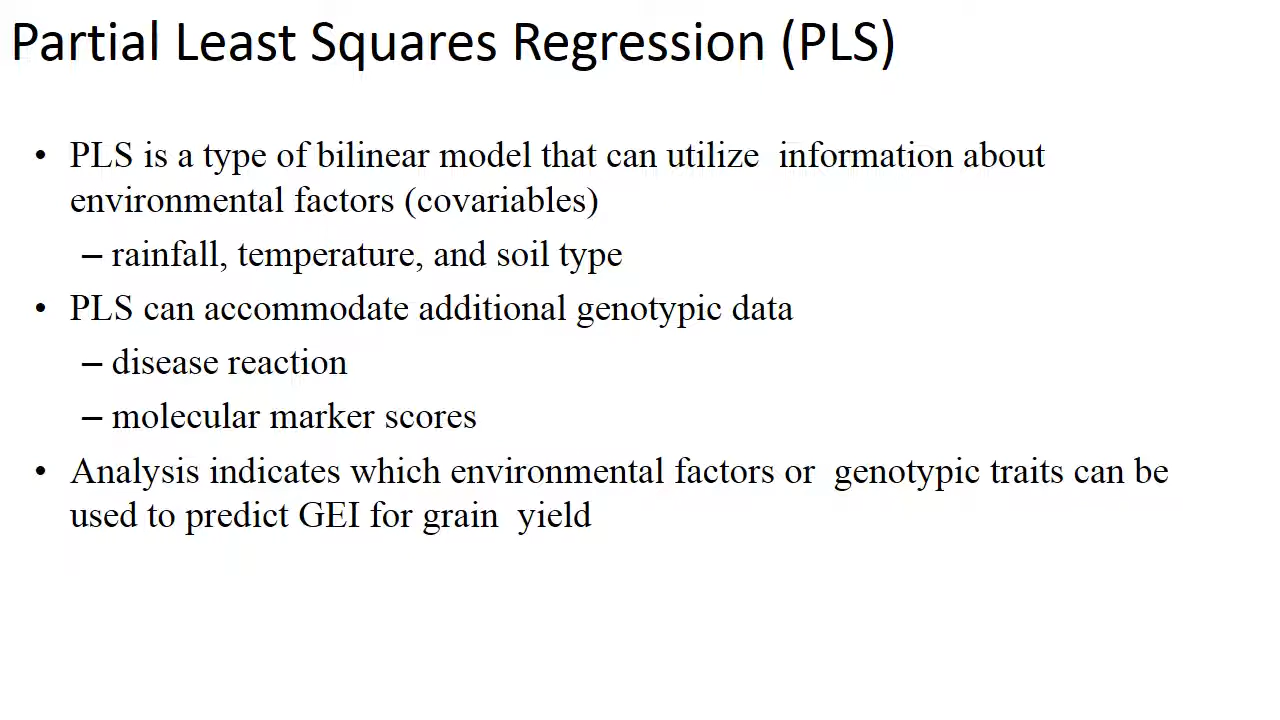 Partial Least Squares Regression (PLS)
• PLS is a type of bilinear model that can utilize  information about
environmental factors (covariables)
– rainfall, temperature, and soil type
• PLS can accommodate additional genotypic data
– disease reaction
– molecular marker scores
• Analysis indicates which environmental factors or  genotypic traits can be
used to predict GEI for grain  yield